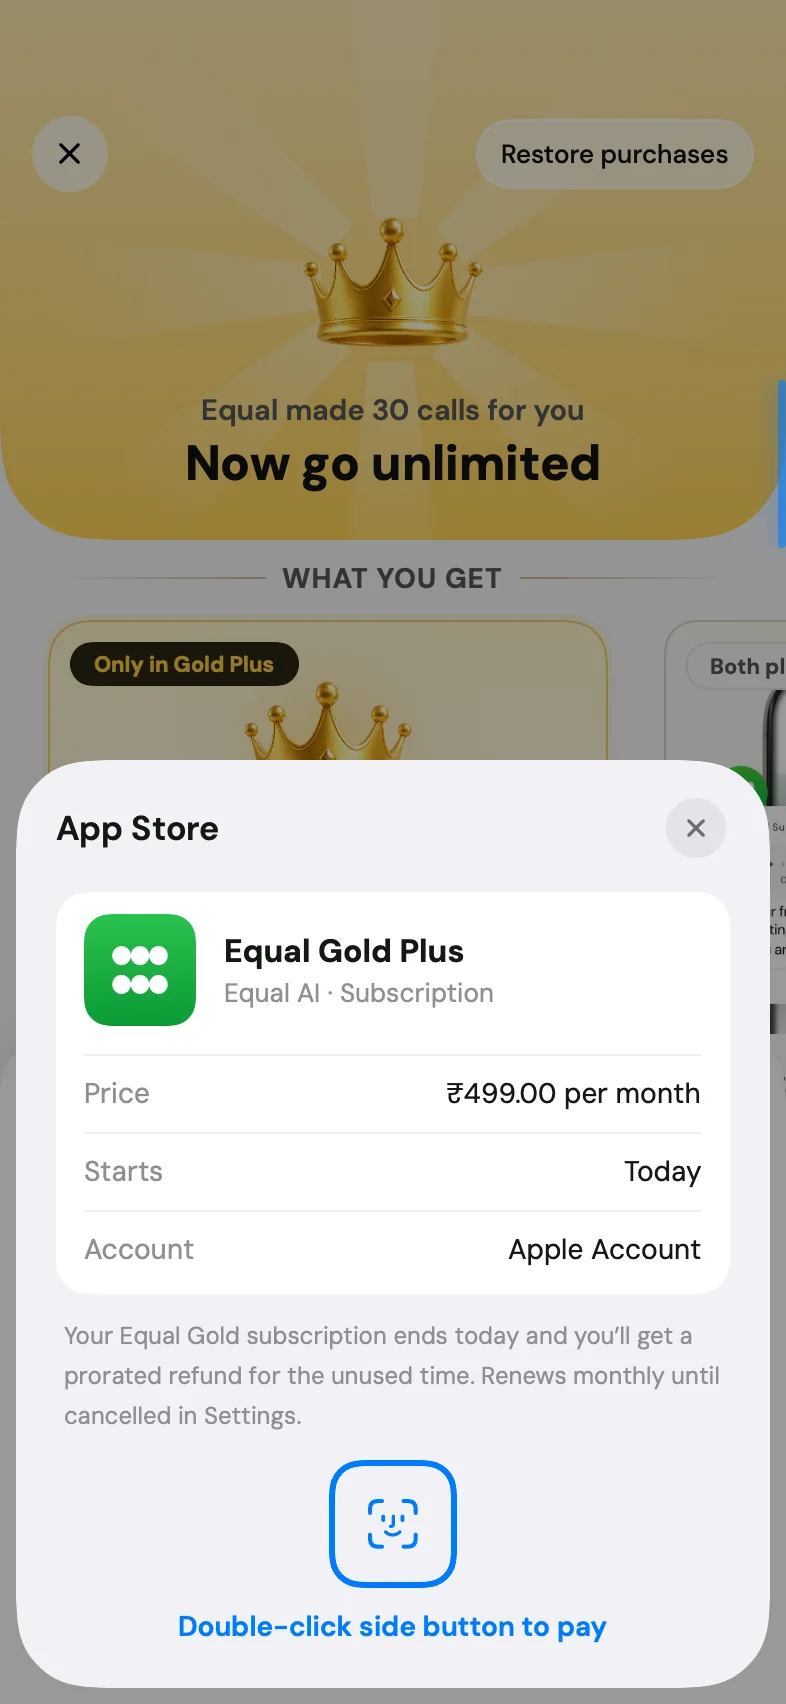 Restore purchases
Equal made 30 calls for you
Now go unlimited
WHAT YOU GET
Only in Gold Plus
Both pl
Su
App Store
Equal Gold Plus
Equal AI · Subscription
Price
₹499.00 per month
Starts
Today
Account
Apple Account
Your Equal Gold subscription ends today and you’ll get a
prorated refund for the unused time. Renews monthly until
cancelled in Settings.
Double-click side button to pay